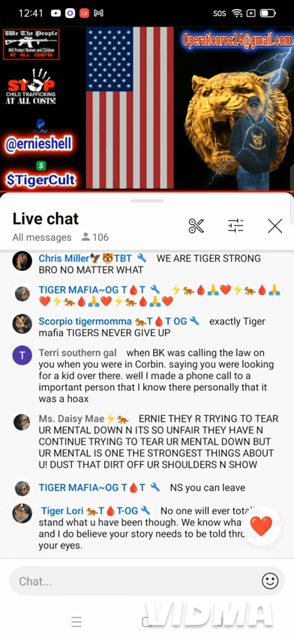 12:41
SOS
We The People
Will Protect Women and Children
AT ALL COSTS!
Operationroc24@gmail.com
STOP
CHILD TRAFFICKING
AT ALL COSTS!
@ernieshell
$TigerCult
Live chat
All messages 106
Chris Miller🦅🐯TBT WE ARE TIGER STRONG
BRO NO MATTER WHAT
TIGER MAFIA~OG T🩸T ⚡🐅🩸🙏❤️⚡🐅🩸🙏
❤️⚡🐅🩸🙏❤️⚡🐅🩸🙏❤️⚡🐅🩸🙏❤️
Scorpio tigermomma 🐅T🩸T OG exactly Tiger
mafia TIGERS NEVER GIVE UP
T Terri southern gal when BK was calling the law on
you when you were in Corbin. saying you were looking
for a kid over there. well I made a phone call to a
important person that I know there personally that it
was a hoax
Ms. Daisy Mae⚡🐅 ERNIE THEY R TRYING TO TEAR
UR MENTAL DOWN N ITS SO UNFAIR THEY HAVE N
CONTINUE TRYING TO TEAR UR MENTAL DOWN BUT
UR MENTAL IS ONE THE STRONGEST THINGS ABOUT
U! DUST THAT DIRT OFF UR SHOULDERS N SHOW
TIGER MAFIA~OG T🩸T NS you can leave
Tiger Lori 🐅T🩸T-OG No one will ever
stand what u have been though. We know
and I do believe your story needs to be told
your eyes.
Chat...
VIDMA